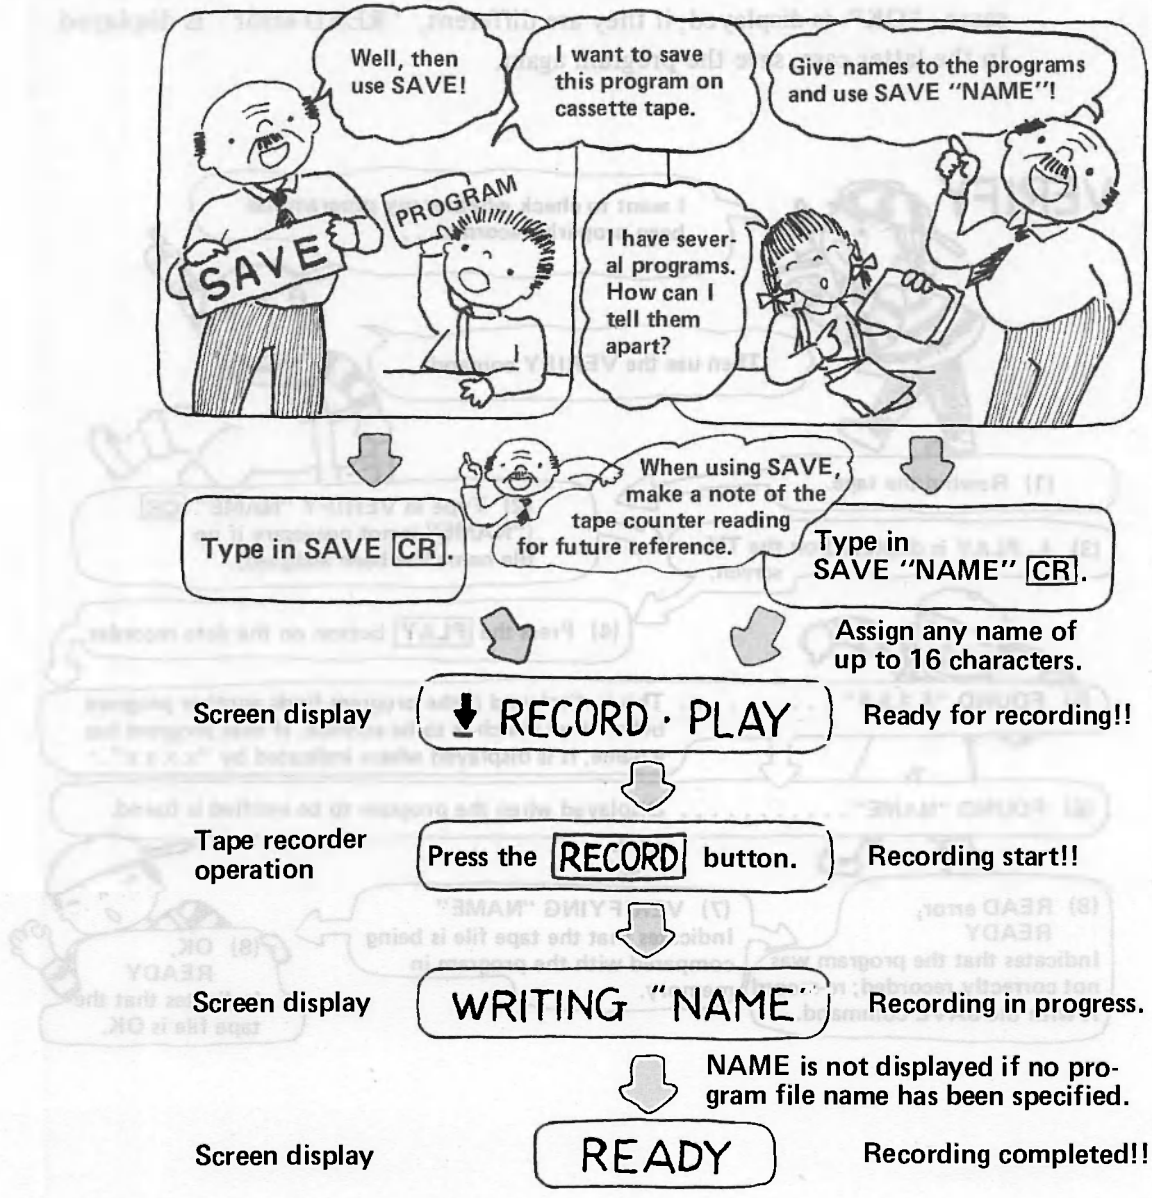 Well, then
use SAVE!
I want to save
this program on
cassette tape.
Give names to the programs
and use SAVE "NAME"!
SAVE
PROGRAM
I have sever-
al programs.
How can I
tell them
apart?
When using SAVE,
make a note of the
tape counter reading
for future reference.
Type in SAVE CR.
Type in
SAVE "NAME" CR.
Assign any name of
up to 16 characters.
Screen display
RECORD · PLAY
Ready for recording!!
Tape recorder
operation
Press the RECORD button.
Recording start!!
Screen display
WRITING "NAME"
Recording in progress.
NAME is not displayed if no pro-
gram file name has been specified.
Screen display
READY
Recording completed!!